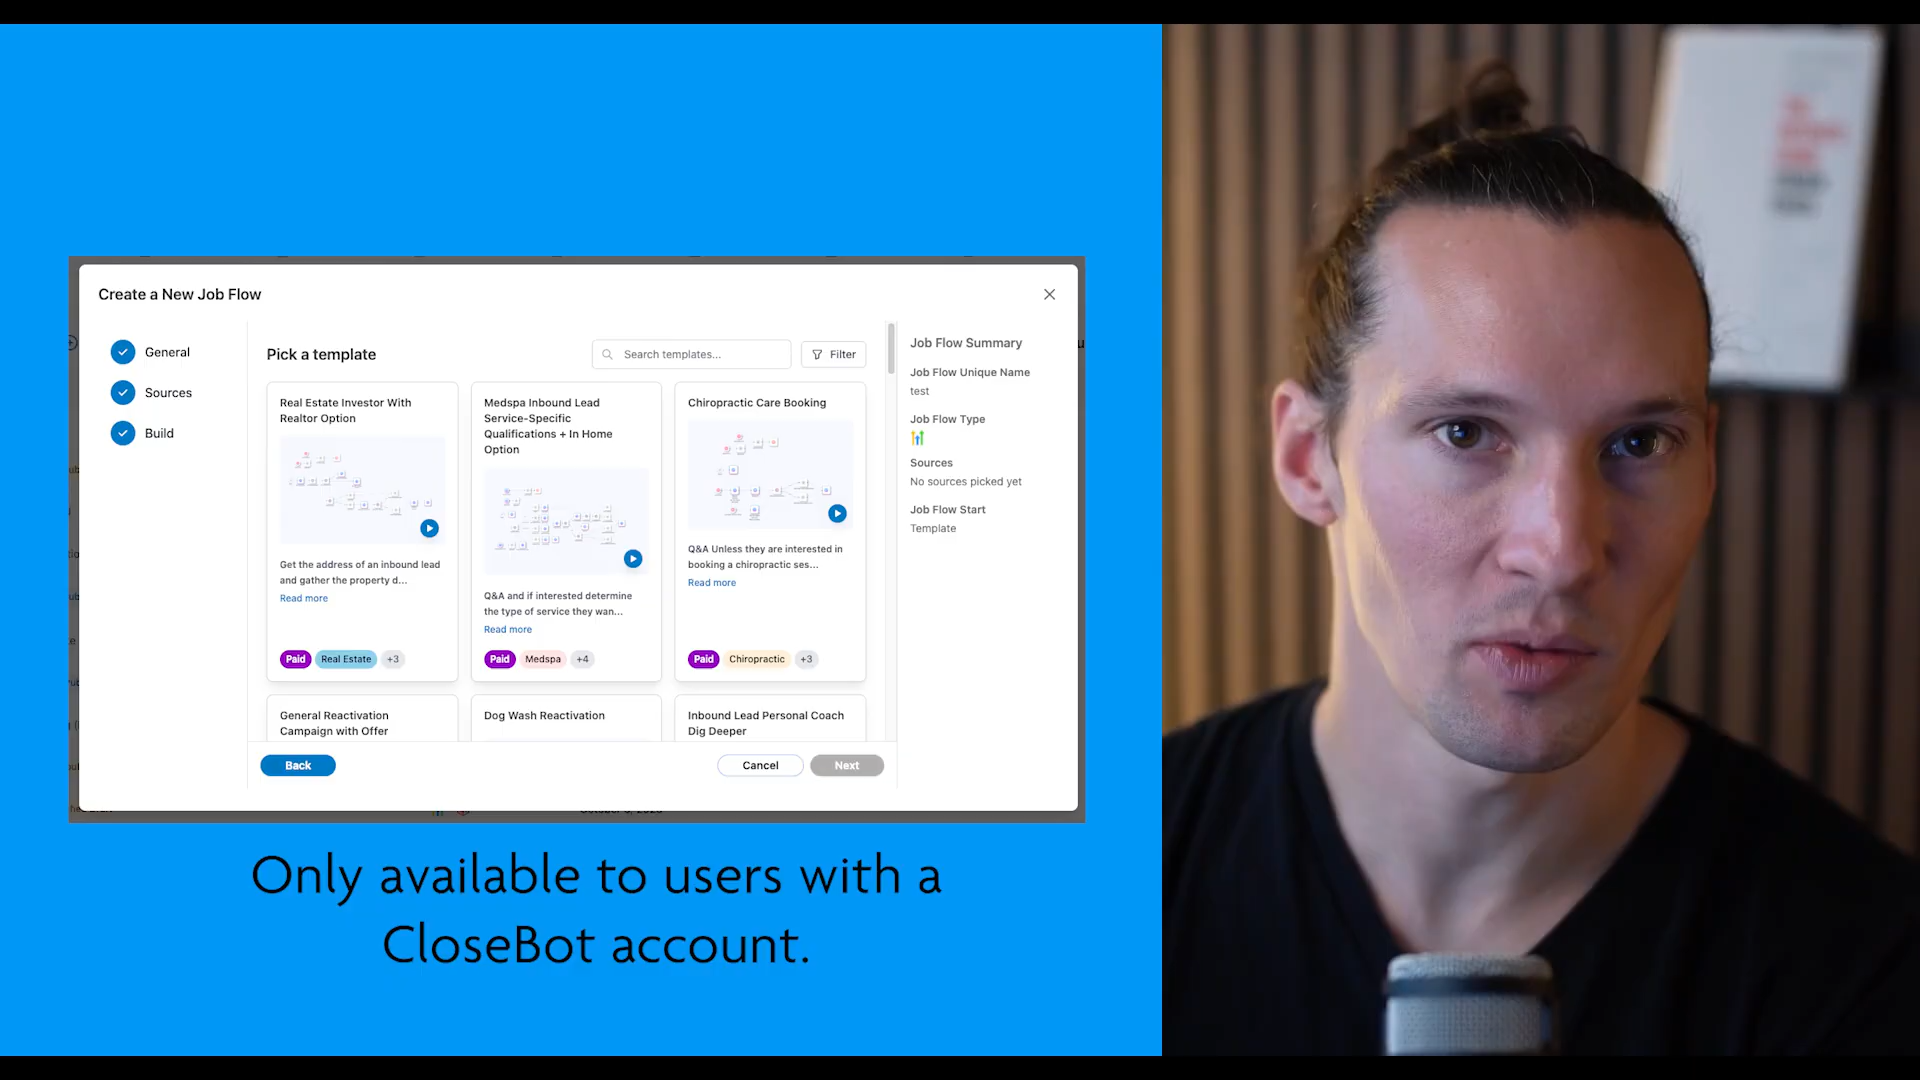 Create a New Job Flow
General
Sources
Build
Pick a template
Search templates...
Filter
Real Estate Investor With
Realtor Option
Get the address of an inbound lead
and gather the property d...
Read more
Paid
Real Estate
+3
Medspa Inbound Lead
Service-Specific
Qualifications + In Home
Option
Q&A and if interested determine
the type of service they wan...
Read more
Paid
Medspa
+4
Chiropractic Care Booking
Q&A Unless they are interested in
booking a chiropractic ses...
Read more
Paid
Chiropractic
+3
General Reactivation
Campaign with Offer
Dog Wash Reactivation
Inbound Lead Personal Coach
Dig Deeper
Back
Cancel
Next
Job Flow Summary
Job Flow Unique Name
test
Job Flow Type
Sources
No sources picked yet
Job Flow Start
Template
Only available to users with a
CloseBot account.